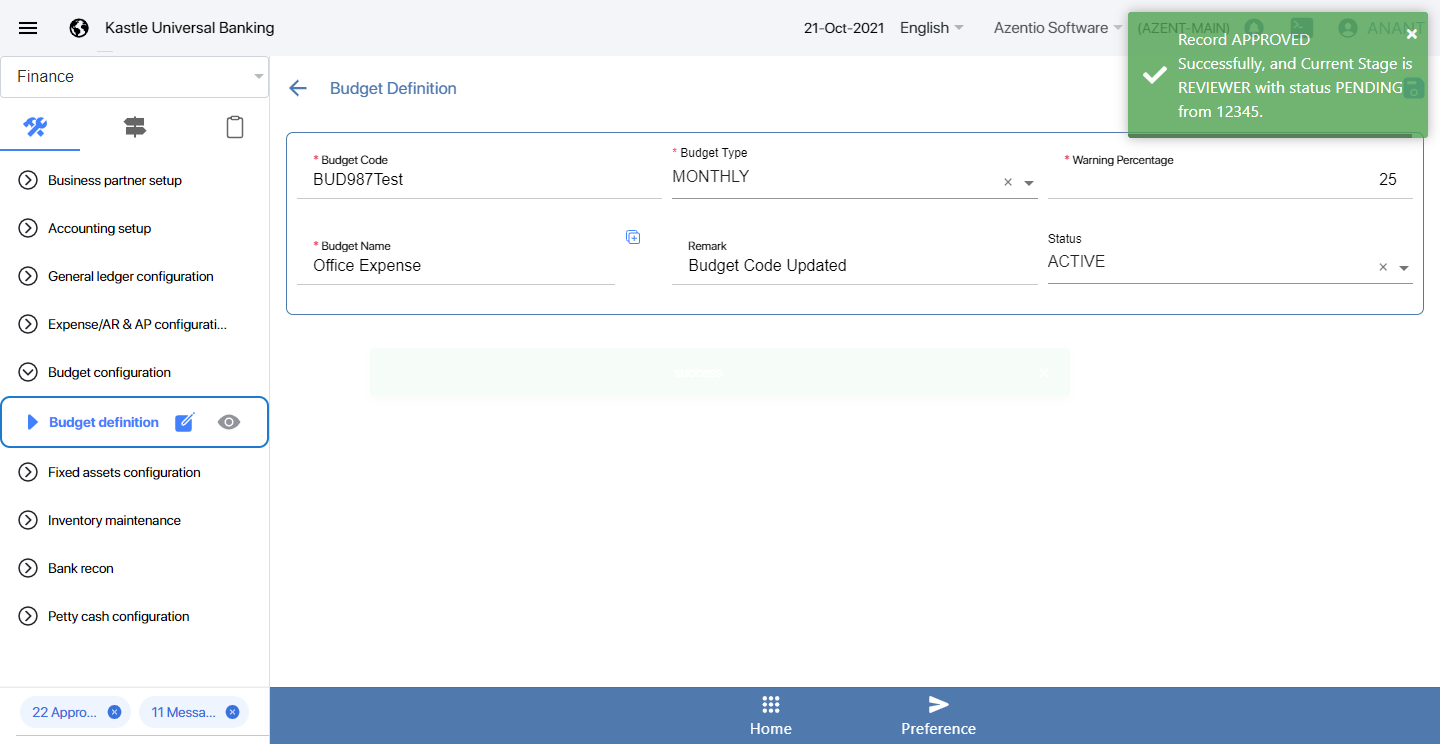 Kastle Universal Banking
21-Oct-2021
English
Azentio Software
(AZENT-MAIN)
ANANT
Record APPROVED
Successfully, and Current Stage is
REVIEWER with status PENDING
from 12345.
Finance
Budget Definition
* Budget Code
BUD987Test
* Budget Type
MONTHLY
* Warning Percentage
25
* Budget Name
Office Expense
Remark
Budget Code Updated
Status
ACTIVE
Business partner setup
Accounting setup
General ledger configuration
Expense/AR & AP configurati...
Budget configuration
Budget definition
Fixed assets configuration
Inventory maintenance
Bank recon
Petty cash configuration
22 Appro...
11 Messa...
Home
Preference